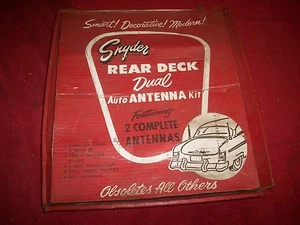 Smart! Decorative! Modern!
Snyder
REAR DECK
Dual
Auto ANTENNA Kit
Featuring
2 COMPLETE
ANTENNAS
Obsoletes All Others